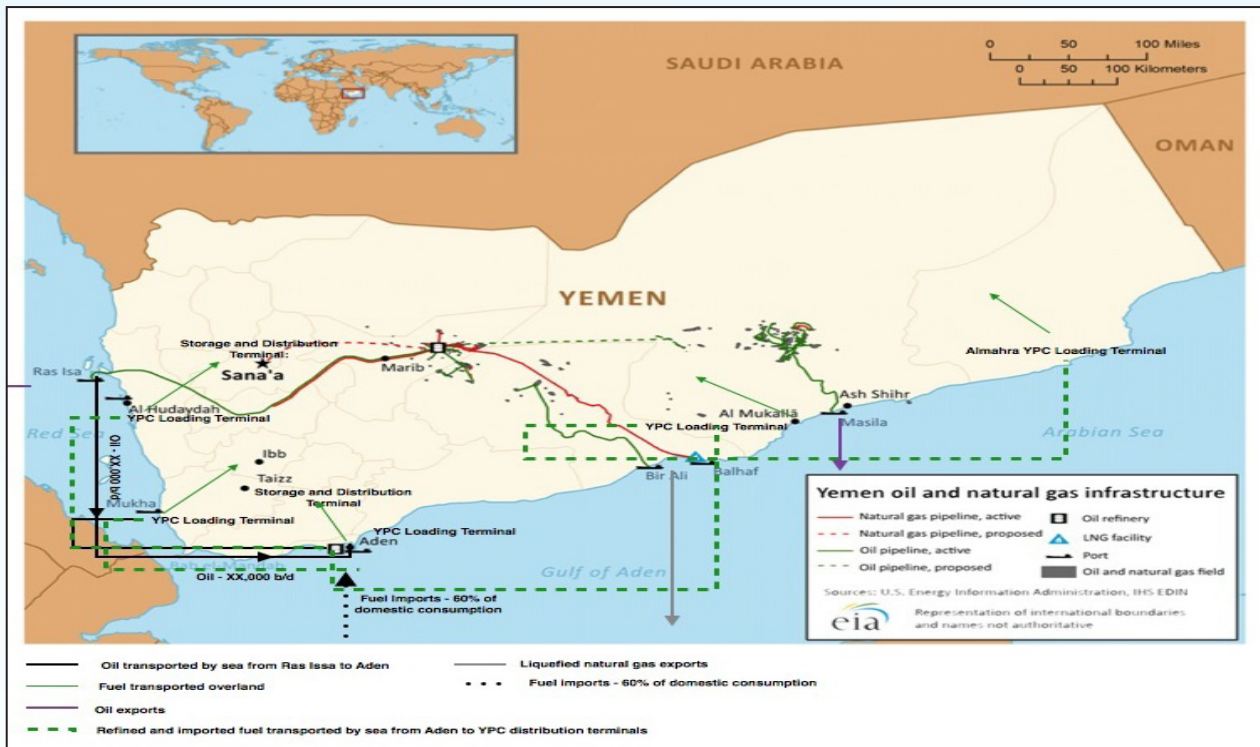 SAUDI ARABIA
0 50 100 Miles
0 50 100 Kilometers
OMAN
YEMEN
Storage and Distribution
Terminal:
Sana'a
Marib
Ras Isa
Al Hudaydah
YPC Loading Terminal
Red Sea
Oil - XX,000 b/d
Ibb
Taizz
Storage and Distribution
Terminal
Mukha
YPC Loading Terminal
YPC Loading Terminal
Aden
Bab el-Mandab
Oil - XX,000 b/d
Fuel Imports - 60% of
domestic consumption
Gulf of Aden
Bir Ali
Balhaf
Al Mukallā
YPC Loading Terminal
Ash Shihr
Masila
Almahra YPC Loading Terminal
Arabian Sea
Yemen oil and natural gas infrastructure
Natural gas pipeline, active
Natural gas pipeline, proposed
Oil pipeline, active
Oil pipeline, proposed
Oil refinery
LNG facility
Port
Oil and natural gas field
Sources: U.S. Energy Information Administration, IHS EDIN
eia
Representation of international boundaries
and names not authoritative
Oil transported by sea from Ras Issa to Aden
Fuel transported overland
Oil exports
Refined and imported fuel transported by sea from Aden to YPC distribution terminals
Liquefied natural gas exports
Fuel imports - 60% of domestic consumption